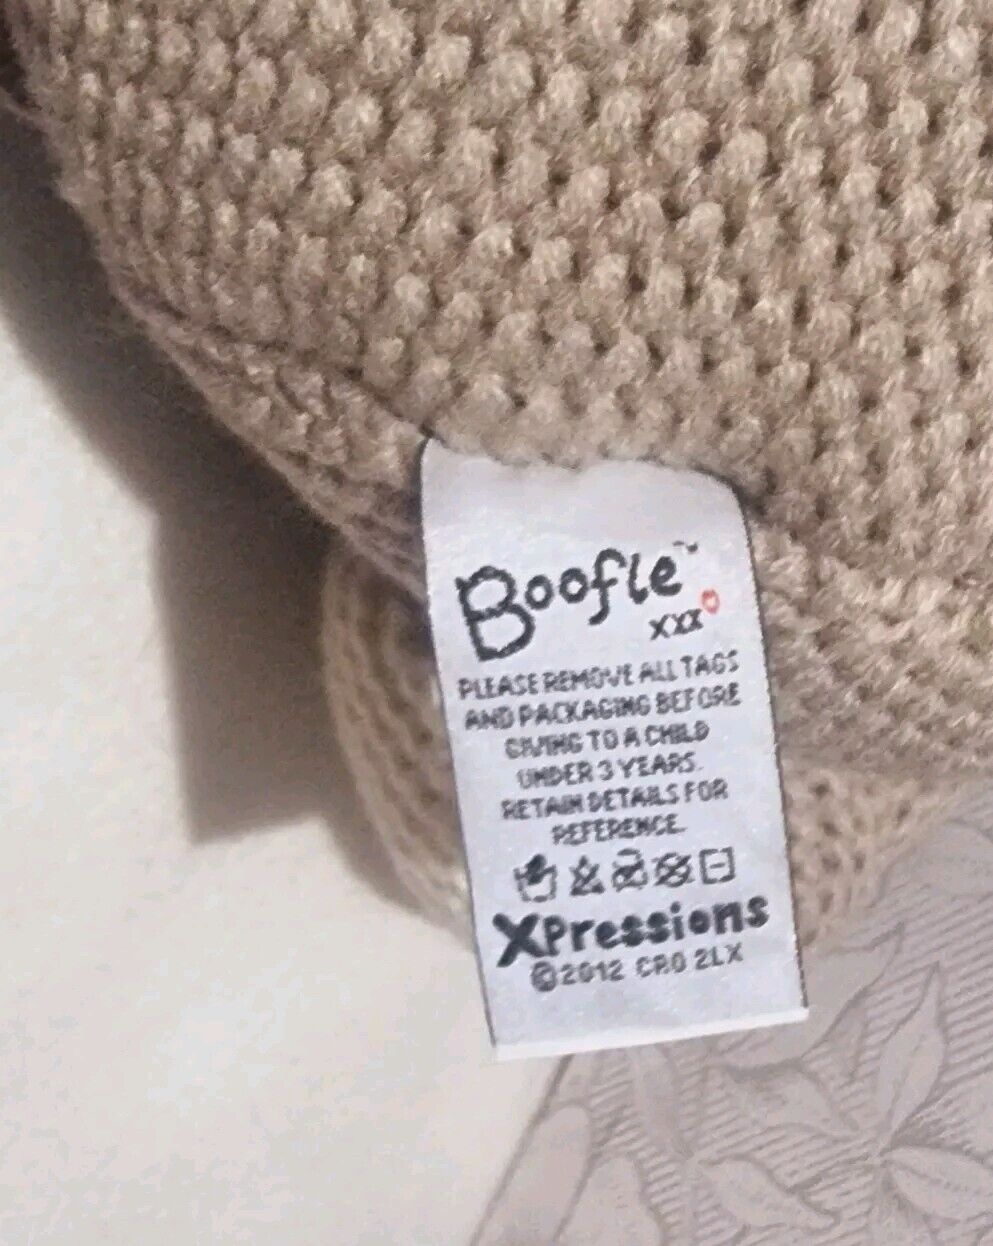 Boofle™
xxx
PLEASE REMOVE ALL TAGS
AND PACKAGING BEFORE
GIVING TO A CHILD
UNDER 3 YEARS.
RETAIN DETAILS FOR
REFERENCE.
XPressions
©2012 CR0 2LX